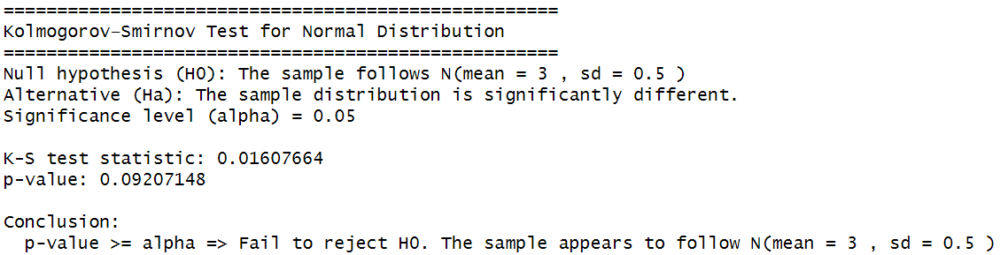 ====================================================
Kolmogorov-Smirnov Test for Normal Distribution
====================================================
Null hypothesis (H0): The sample follows N(mean = 3 , sd = 0.5 )
Alternative (Ha): The sample distribution is significantly different.
Significance level (alpha) = 0.05

K-S test statistic: 0.01607664
p-value: 0.09207148

Conclusion:
  p-value >= alpha => Fail to reject H0. The sample appears to follow N(mean = 3 , sd = 0.5 )